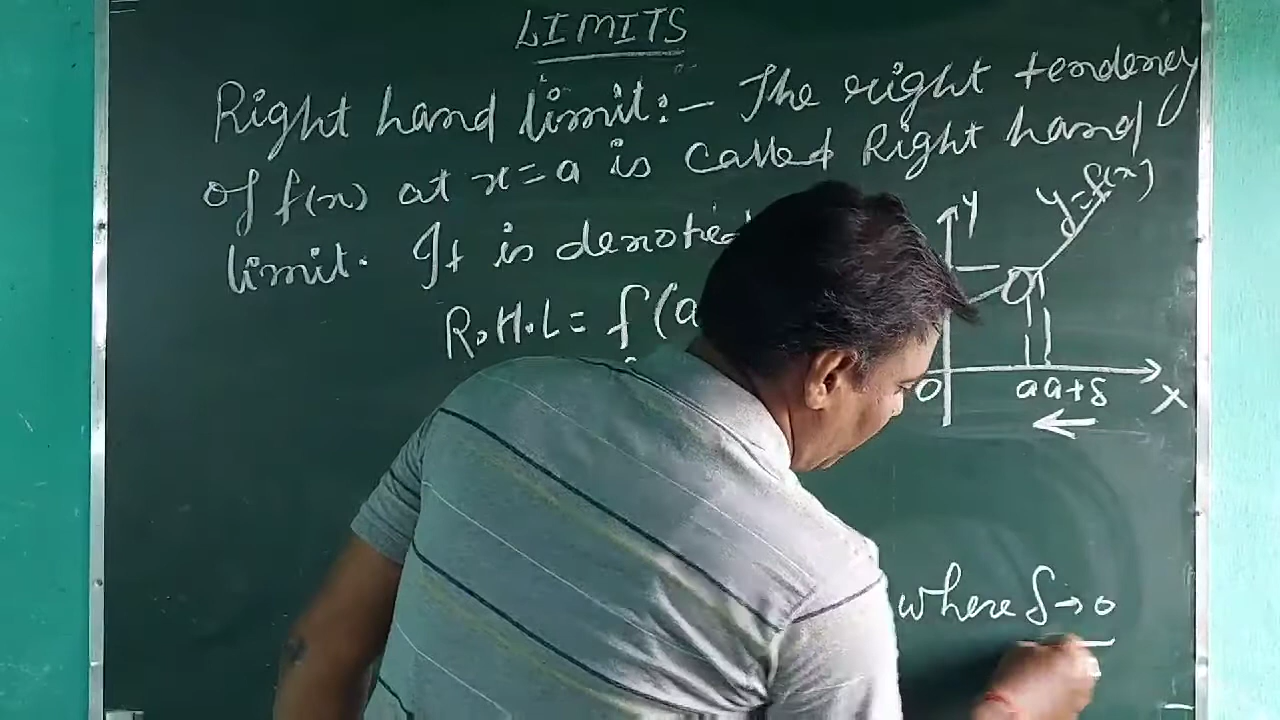 LIMITS
Right hand limit:- The right tendency
of f(x) at x=a is called Right hand
limit. It is denoted
R.H.L = f(a
y
y=f(x)
O
a a+δ
X
where δ→0